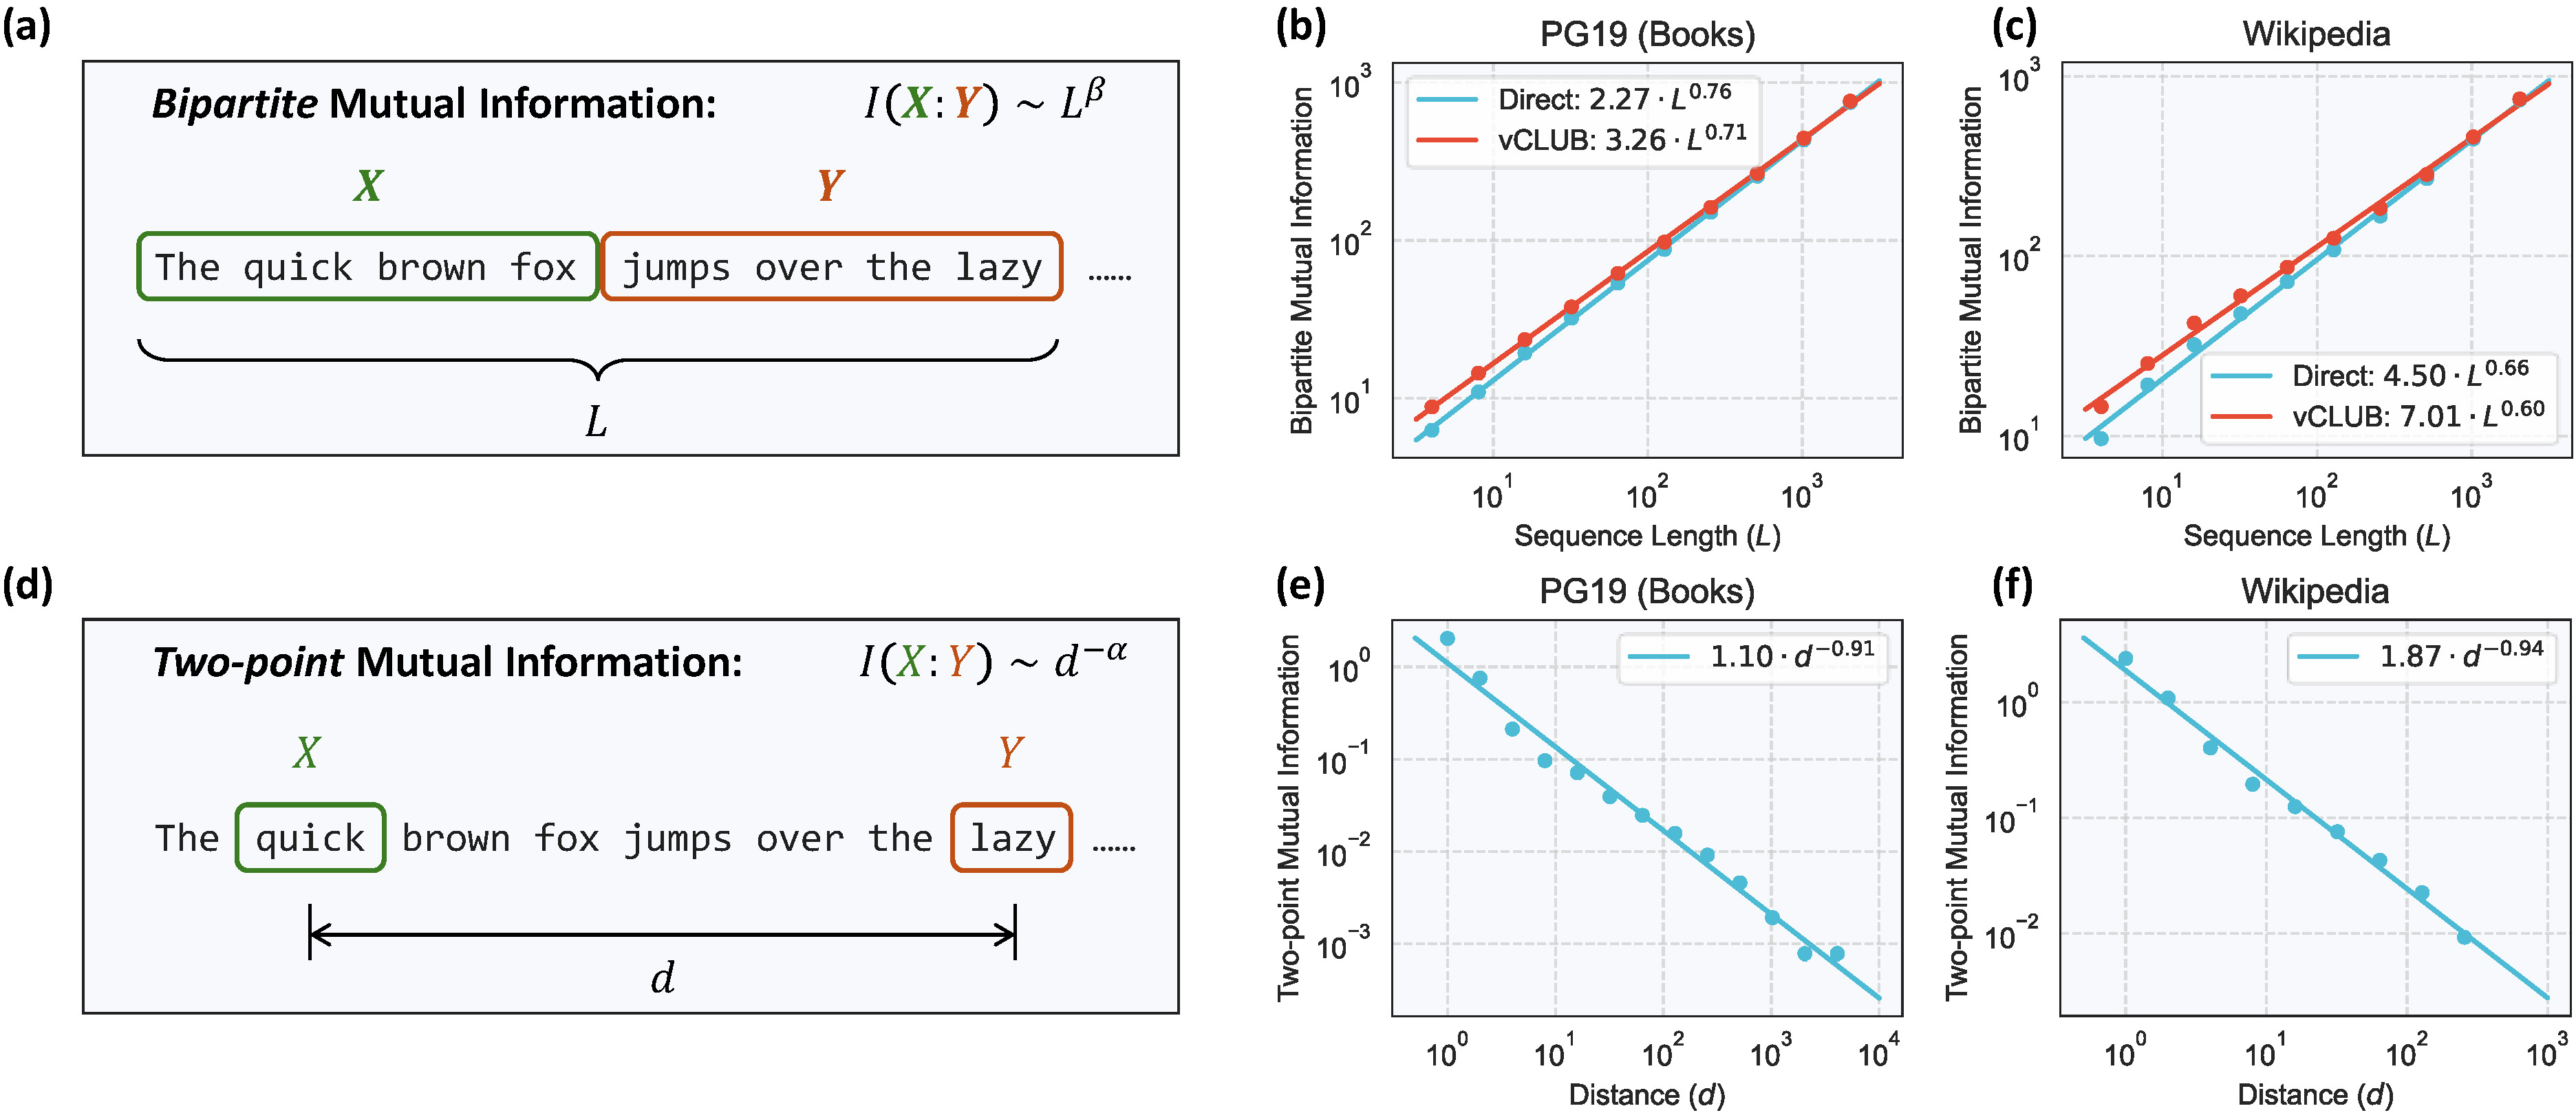 (a)
Bipartite Mutual Information: I(X:Y) ~ L^β
X Y
The quick brown fox jumps over the lazy ......
L
(b)
PG19 (Books)
Bipartite Mutual Information
10^3
10^2
10^1
Direct: 2.27 · L^0.76
vCLUB: 3.26 · L^0.71
10^1 10^2 10^3
Sequence Length (L)
(c)
Wikipedia
Bipartite Mutual Information
10^3
10^2
10^1
Direct: 4.50 · L^0.66
vCLUB: 7.01 · L^0.60
10^1 10^2 10^3
Sequence Length (L)
(d)
Two-point Mutual Information: I(X:Y) ~ d^−α
X Y
The quick brown fox jumps over the lazy ......
d
(e)
PG19 (Books)
Two-point Mutual Information
10^0
10^−1
10^−2
10^−3
1.10 · d^−0.91
10^0 10^1 10^2 10^3 10^4
Distance (d)
(f)
Wikipedia
Two-point Mutual Information
10^0
10^−1
10^−2
1.87 · d^−0.94
10^0 10^1 10^2 10^3
Distance (d)